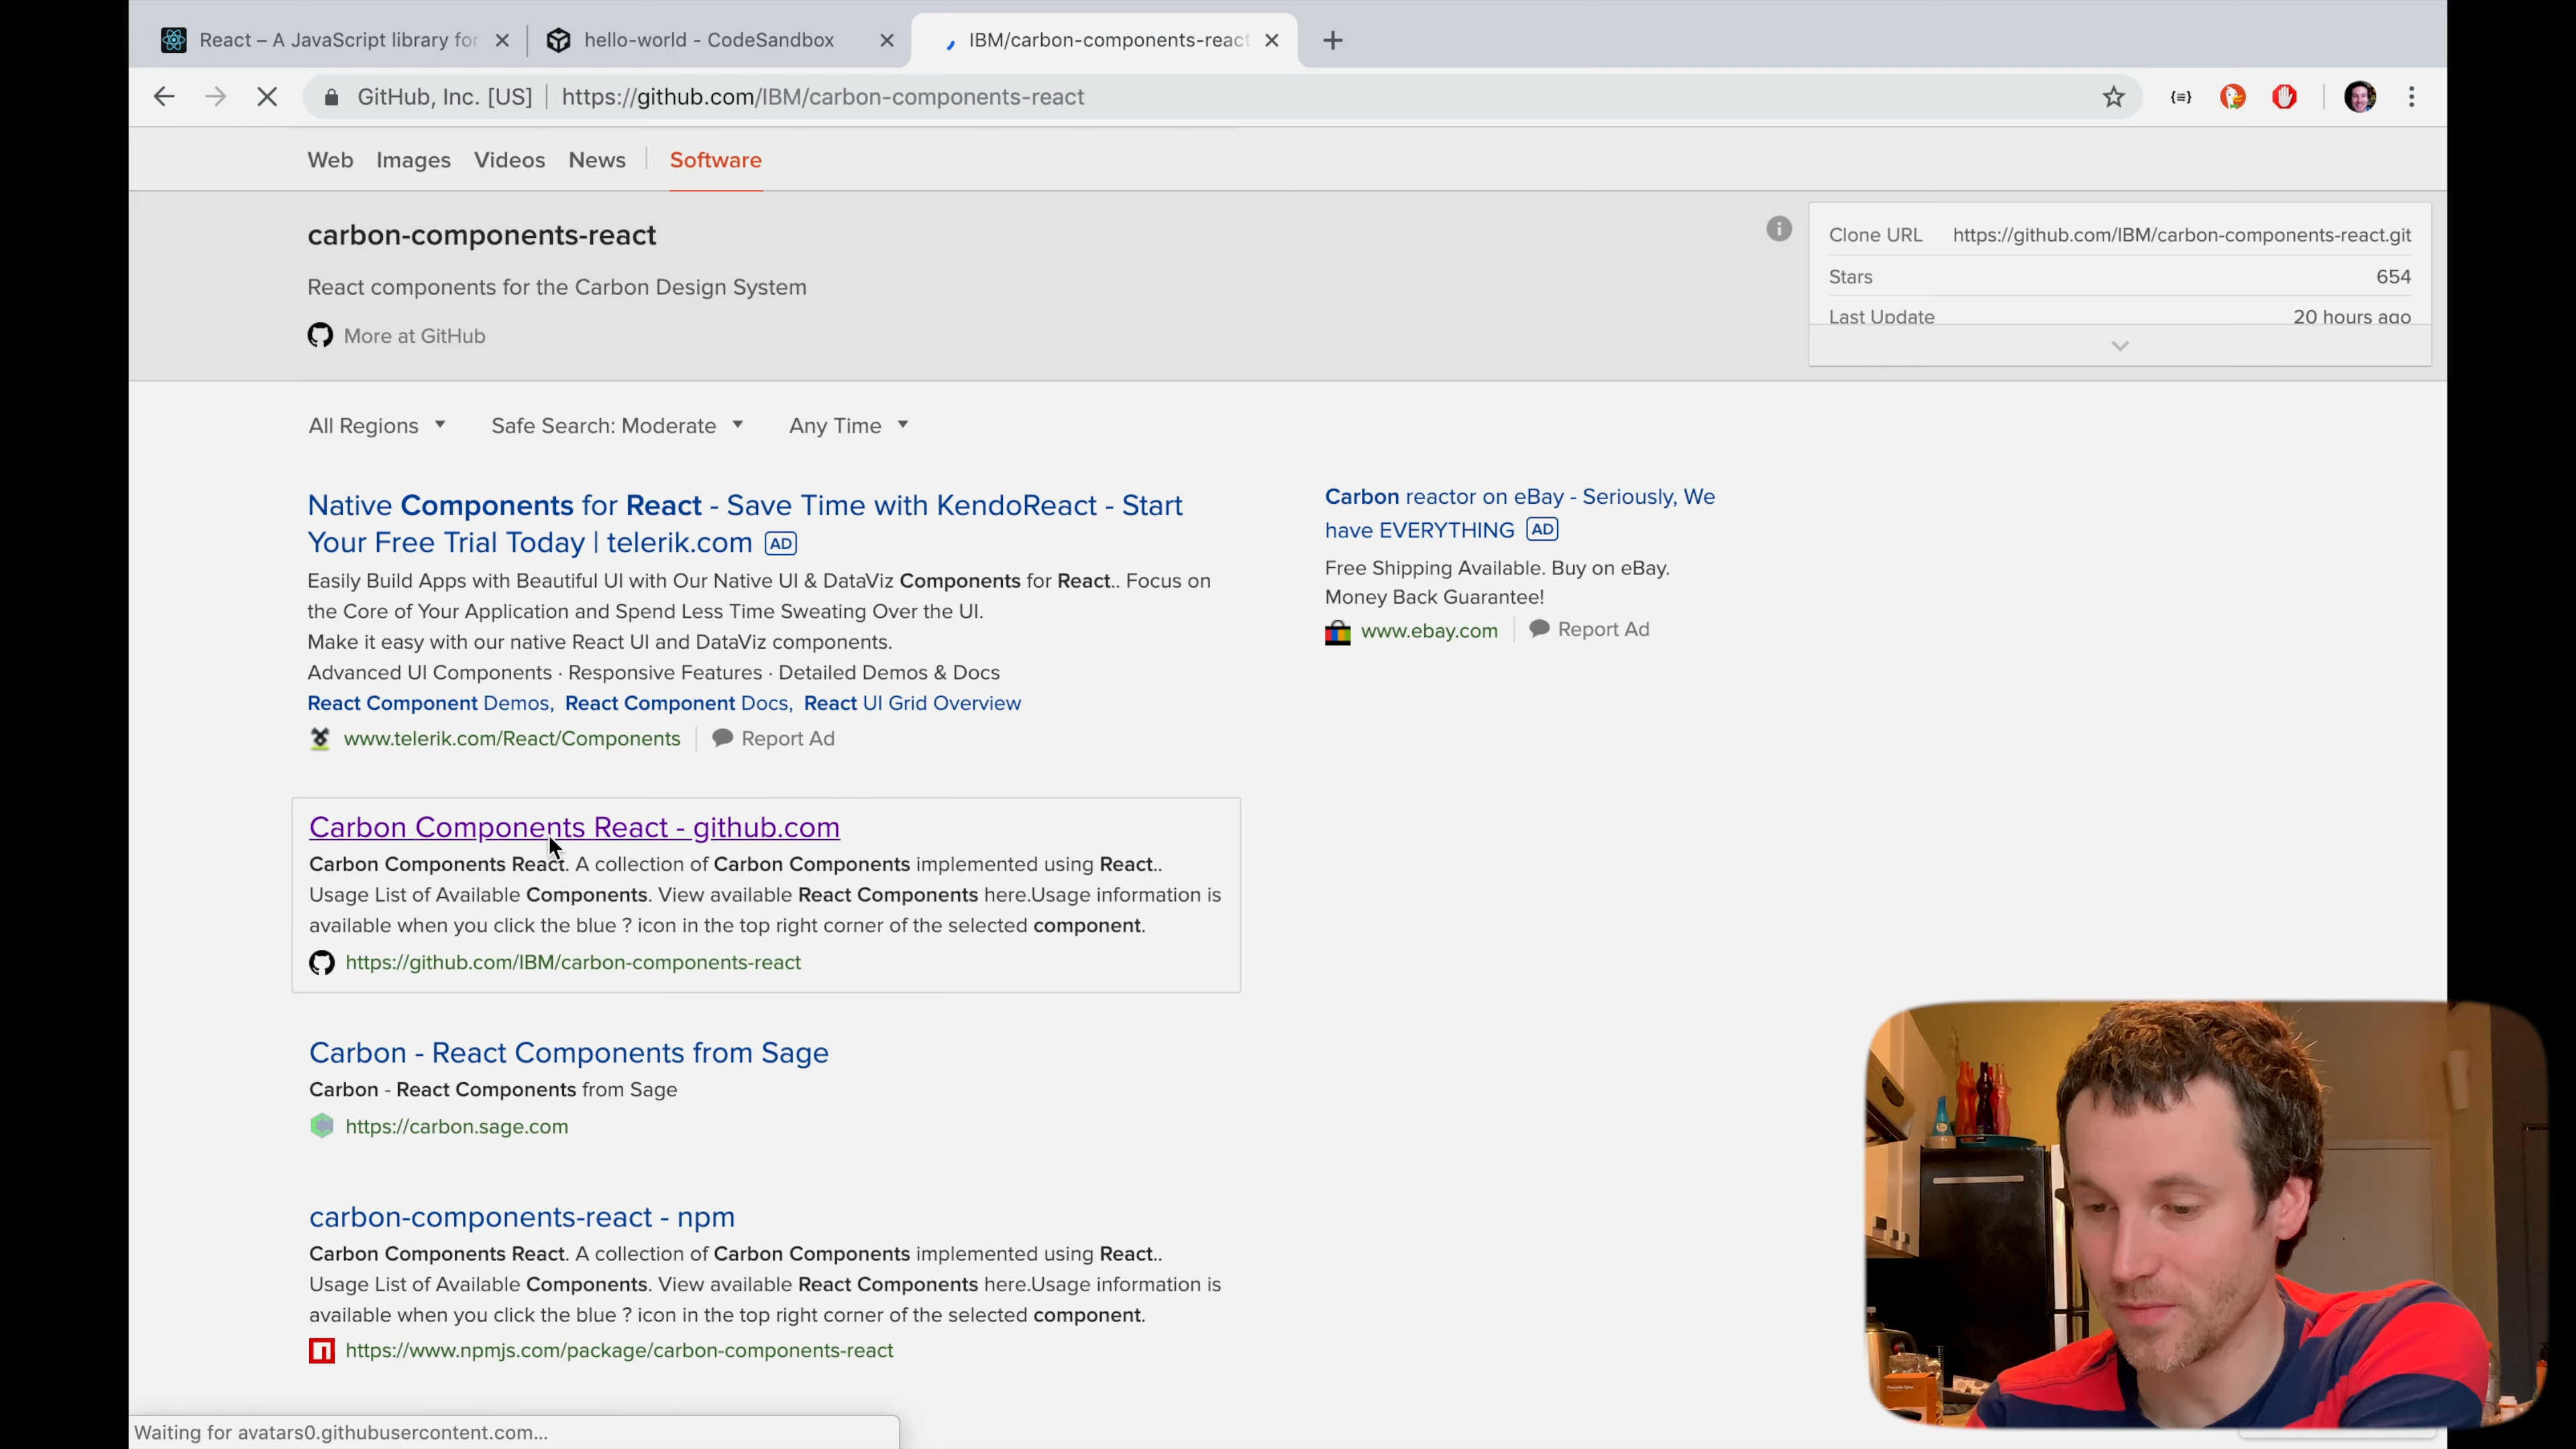 React – A JavaScript library for
hello-world - CodeSandbox
IBM/carbon-components-react
GitHub, Inc. [US] https://github.com/IBM/carbon-components-react
Web Images Videos News Software
carbon-components-react
React components for the Carbon Design System
More at GitHub
Clone URL https://github.com/IBM/carbon-components-react.git
Stars 654
Last Update 20 hours ago
All Regions Safe Search: Moderate Any Time
Native Components for React - Save Time with KendoReact - Start
Your Free Trial Today | telerik.com AD
Easily Build Apps with Beautiful UI with Our Native UI & DataViz Components for React.. Focus on
the Core of Your Application and Spend Less Time Sweating Over the UI.
Make it easy with our native React UI and DataViz components.
Advanced UI Components · Responsive Features · Detailed Demos & Docs
React Component Demos, React Component Docs, React UI Grid Overview
www.telerik.com/React/Components Report Ad
Carbon reactor on eBay - Seriously, We
have EVERYTHING AD
Free Shipping Available. Buy on eBay.
Money Back Guarantee!
www.ebay.com Report Ad
Carbon Components React - github.com
Carbon Components React. A collection of Carbon Components implemented using React..
Usage List of Available Components. View available React Components here.Usage information is
available when you click the blue ? icon in the top right corner of the selected component.
https://github.com/IBM/carbon-components-react
Carbon - React Components from Sage
Carbon - React Components from Sage
https://carbon.sage.com
carbon-components-react - npm
Carbon Components React. A collection of Carbon Components implemented using React..
Usage List of Available Components. View available React Components here.Usage information is
available when you click the blue ? icon in the top right corner of the selected component.
https://www.npmjs.com/package/carbon-components-react
Waiting for avatars0.githubusercontent.com...